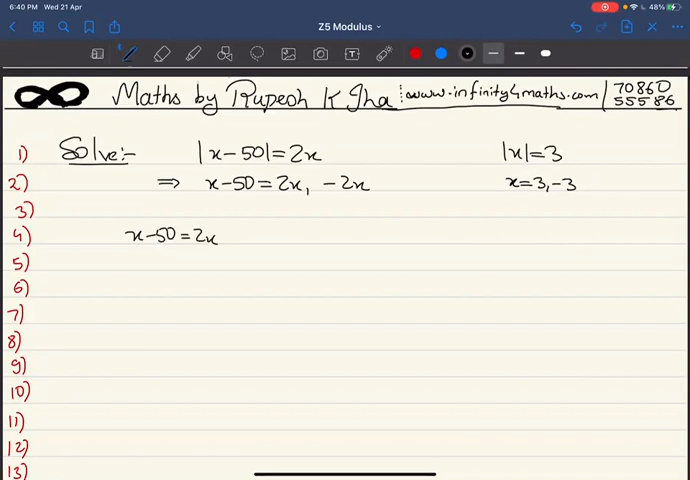 6:40 PM Wed 21 Apr 48%
Z5 Modulus
Maths by Rupesh K Jha www.infinity4maths.com 70860 55586
1) Solve:- |x-50|=2x |x|=3
2) ⇒ x-50=2x, -2x x=3,-3
3)
4) x-50=2x
5)
6)
7)
8)
9)
10)
11)
12)
13)